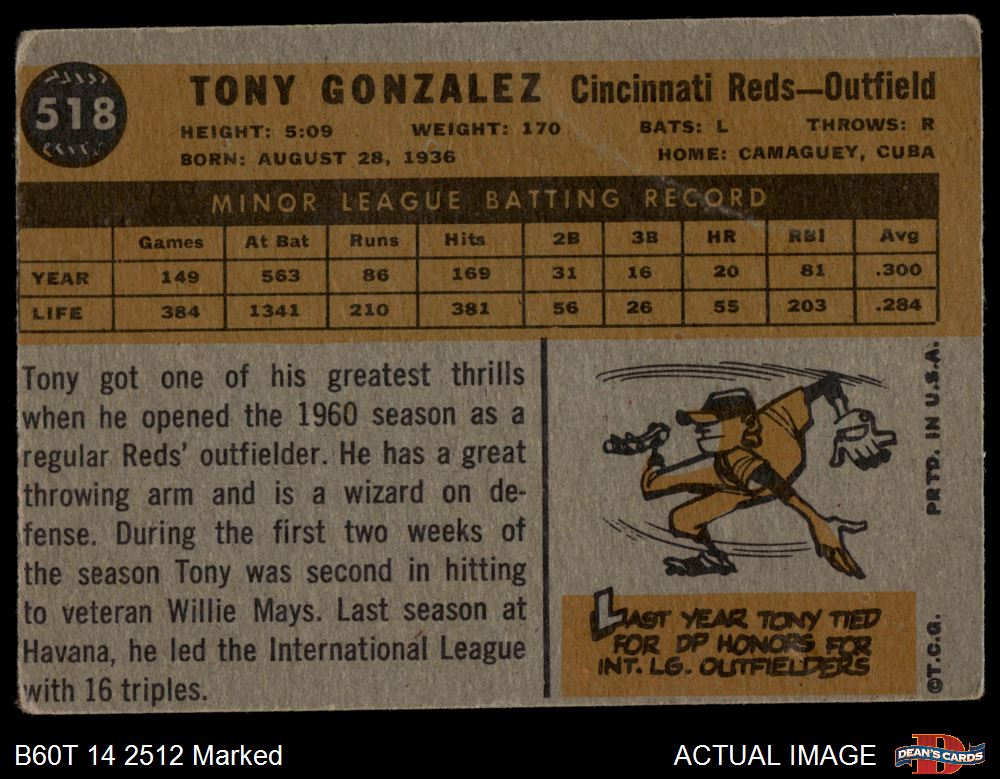 518
TONY GONZALEZ Cincinnati Reds—Outfield
HEIGHT: 5:09 WEIGHT: 170 BATS: L THROWS: R
BORN: AUGUST 28, 1936 HOME: CAMAGUEY, CUBA
MINOR LEAGUE BATTING RECORD
Games At Bat Runs Hits 2B 3B HR RBI Avg
YEAR 149 563 86 169 31 16 20 81 .300
LIFE 384 1341 210 381 56 26 55 203 .284
Tony got one of his greatest thrills
when he opened the 1960 season as a
regular Reds' outfielder. He has a great
throwing arm and is a wizard on de-
fense. During the first two weeks of
the season Tony was second in hitting
to veteran Willie Mays. Last season at
Havana, he led the International League
with 16 triples.
LAST YEAR TONY TIED
FOR DP HONORS FOR
INT. LG. OUTFIELDERS
©T.C.G. PRTD. IN U.S.A.
B60T 14 2512 Marked ACTUAL IMAGE
DEAN'S CARDS